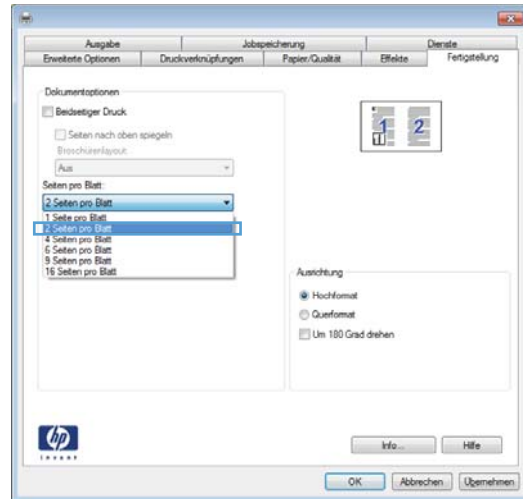 Ausgabe Jobspeicherung Dienste
Erweiterte Optionen Druckverknüpfungen Papier/Qualität Effekte Fertigstellung
Dokumentoptionen
Beidseitiger Druck
Seiten nach oben spiegeln
Broschürenlayout:
Aus
Seiten pro Blatt:
2 Seiten pro Blatt
1 Seite pro Blatt
2 Seiten pro Blatt
4 Seiten pro Blatt
6 Seiten pro Blatt
9 Seiten pro Blatt
16 Seiten pro Blatt
1 2
Ausrichtung
Hochformat
Querformat
Um 180 Grad drehen
hp
invent
Info... Hilfe
OK Abbrechen Übernehmen